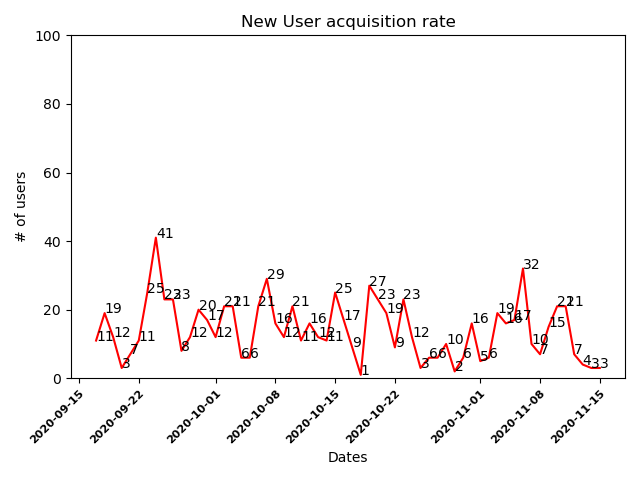 New User acquisition rate
100
80
60
40
20
0
# of users
11 19 12 3 7 11 25 41 23 23 8 12 20 17 12 21 21 6 6 21 29 16 12 21 11 16 12 11 25 17 9 1 27 23 19 9 23 12 3 6 6 10 2 6 16 5 6 19 16 17 32 10 7 15 21 21 7 4 3 3
2020-09-15 2020-09-22 2020-10-01 2020-10-08 2020-10-15 2020-10-22 2020-11-01 2020-11-08 2020-11-15
Dates